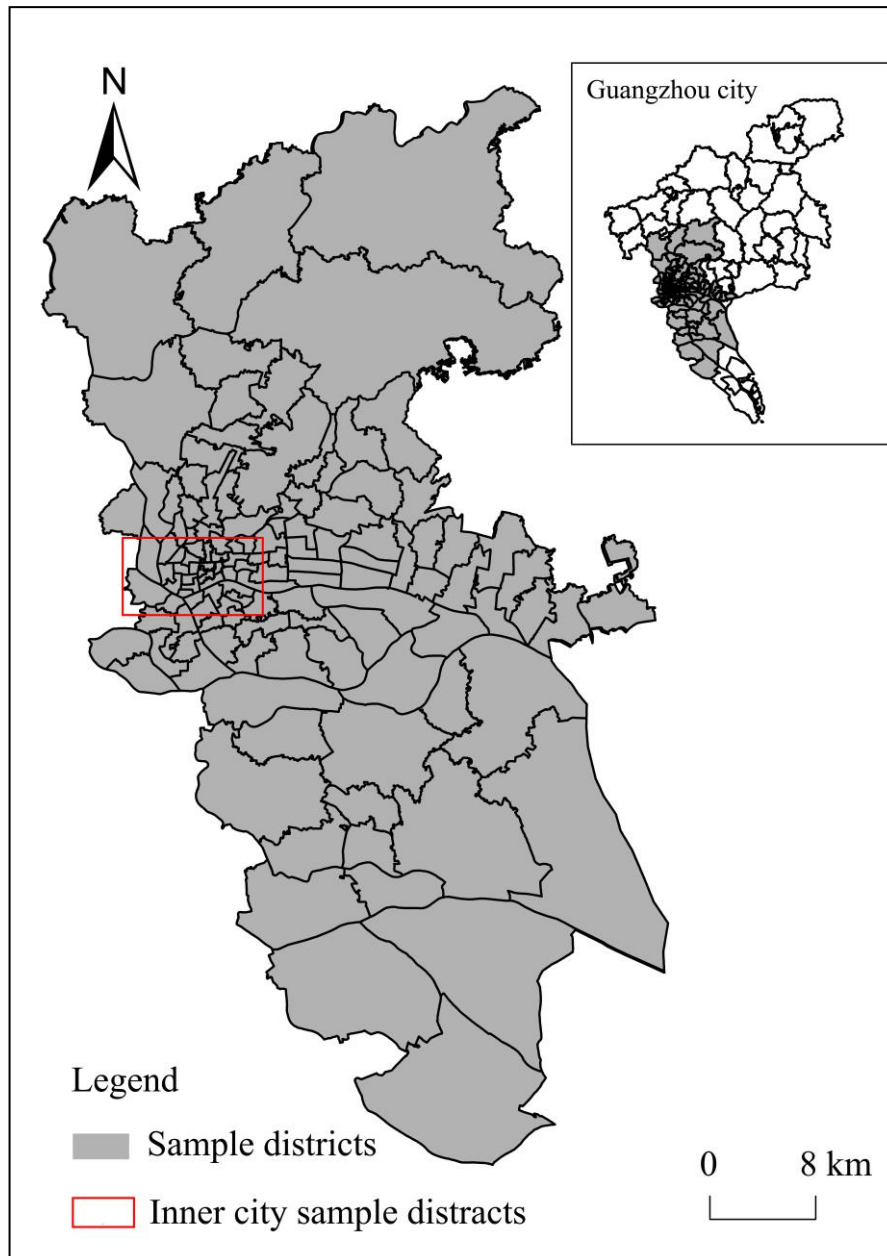 N
Guangzhou city
Legend
Sample districts
Inner city sample distracts
0 8 km